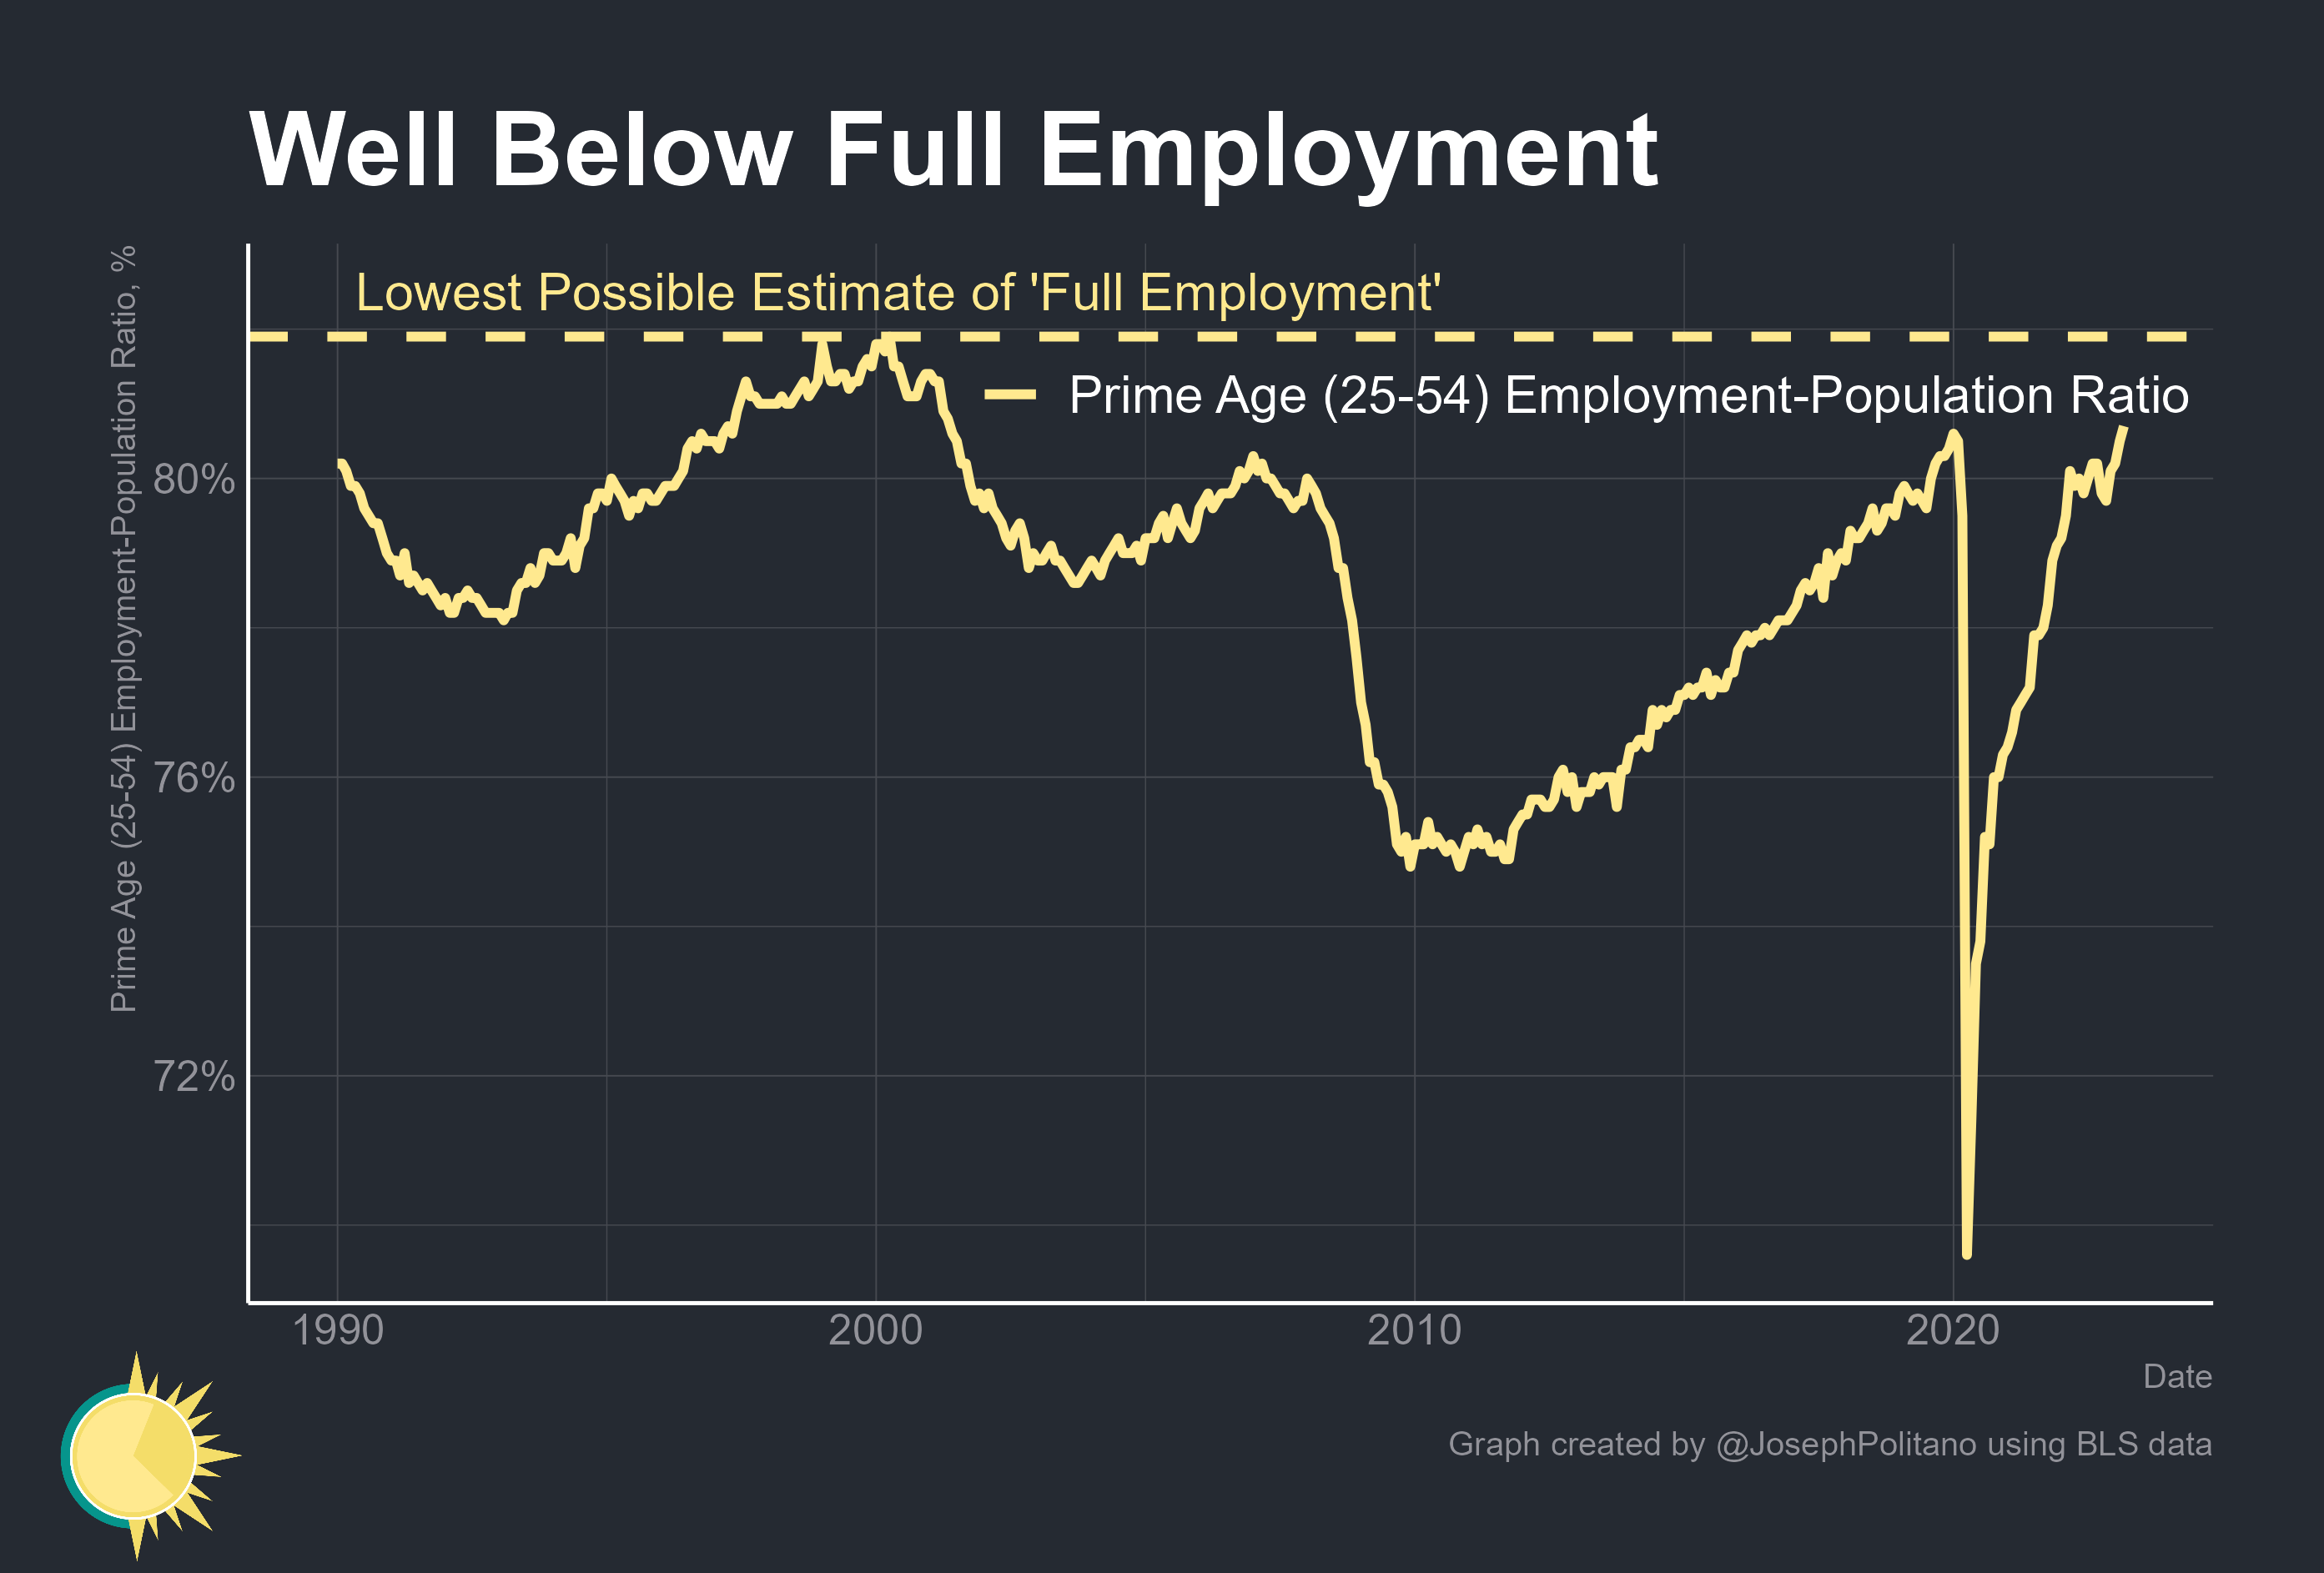 Well Below Full Employment
Prime Age (25-54) Employment-Population Ratio, %
Lowest Possible Estimate of 'Full Employment'
Prime Age (25-54) Employment-Population Ratio
80%
76%
72%
1990
2000
2010
2020
Date
Graph created by @JosephPolitano using BLS data